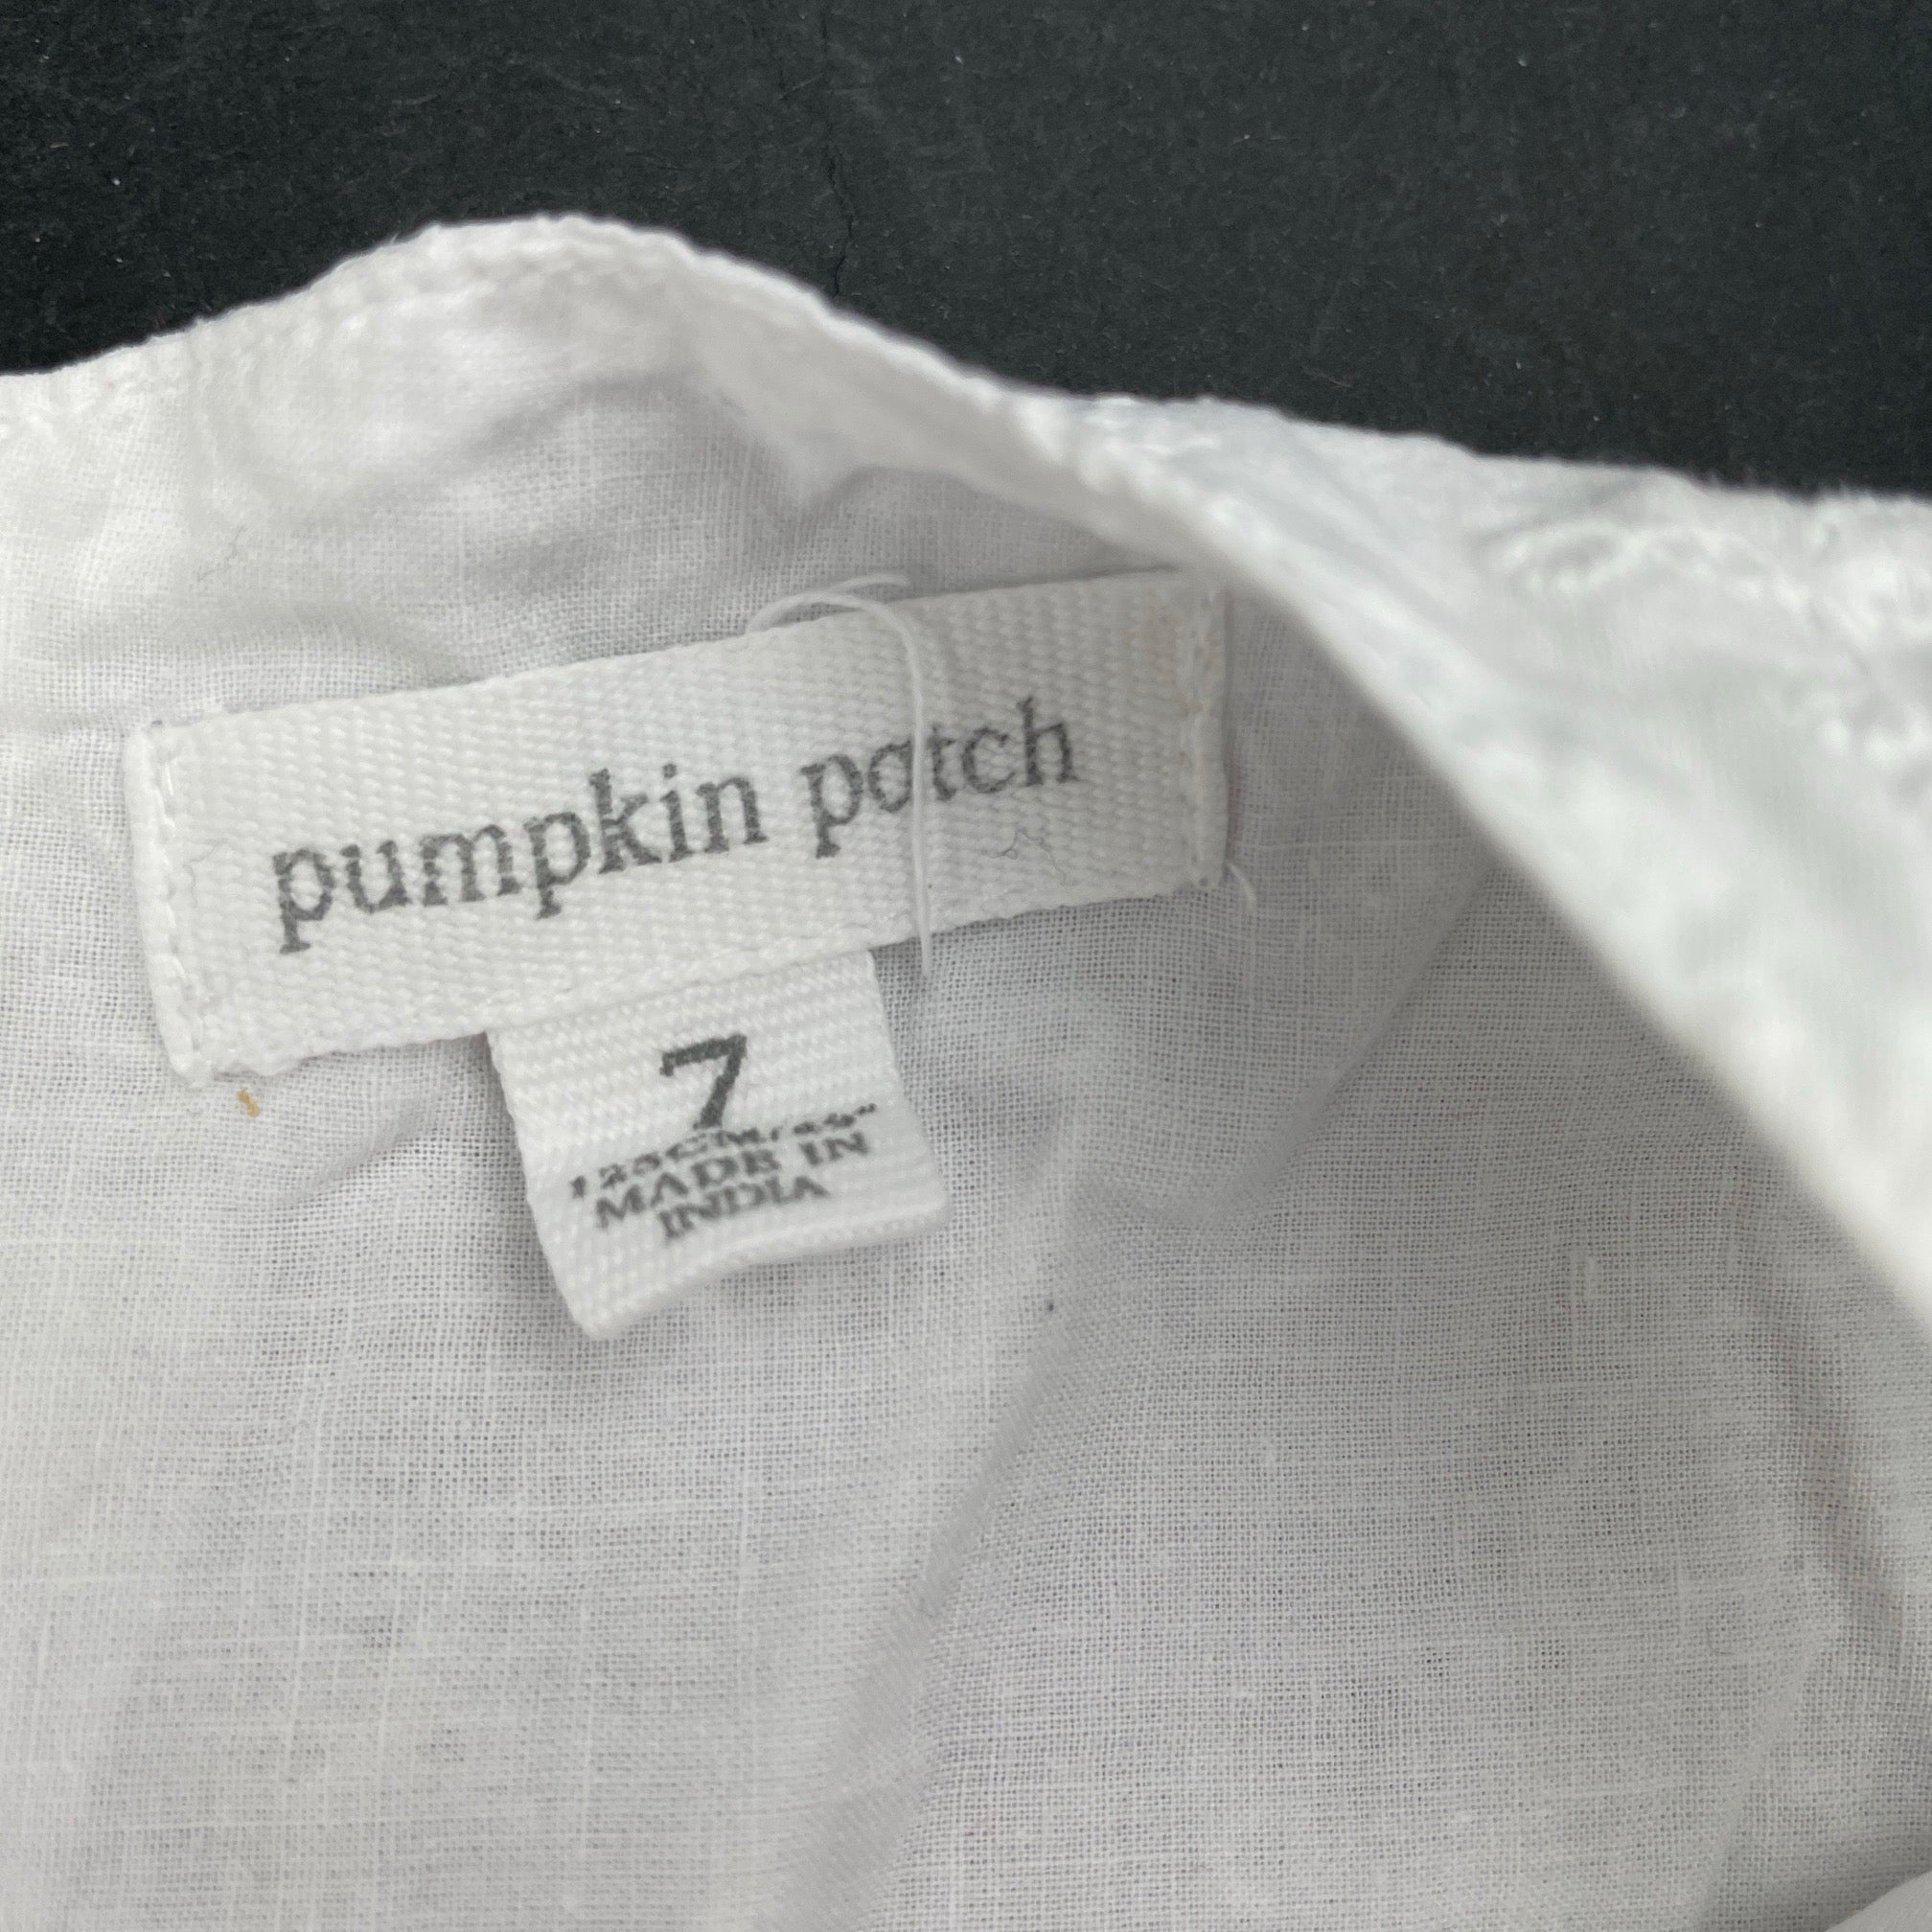 pumpkin patch
7
MADE IN
INDIA